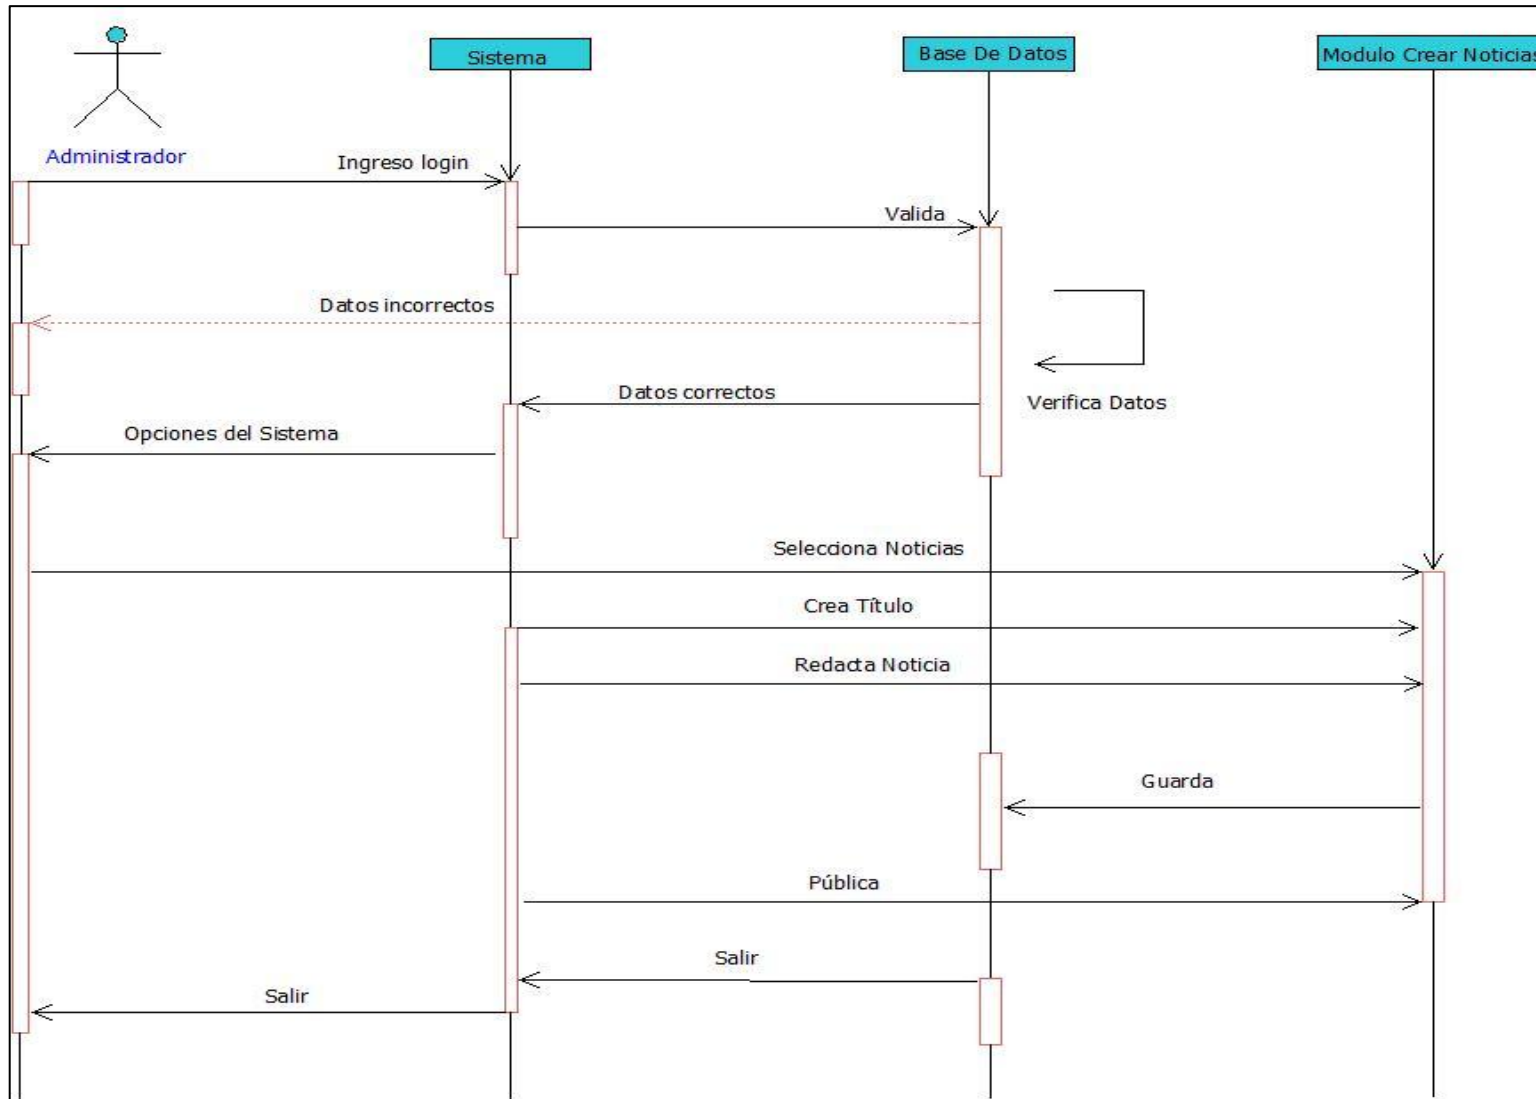 Sistema
Base De Datos
Modulo Crear Noticias
Administrador
Ingreso login
Valida
Datos incorrectos
Datos correctos
Verifica Datos
Opciones del Sistema
Selecciona Noticias
Crea Título
Redacta Noticia
Guarda
Pública
Salir
Salir